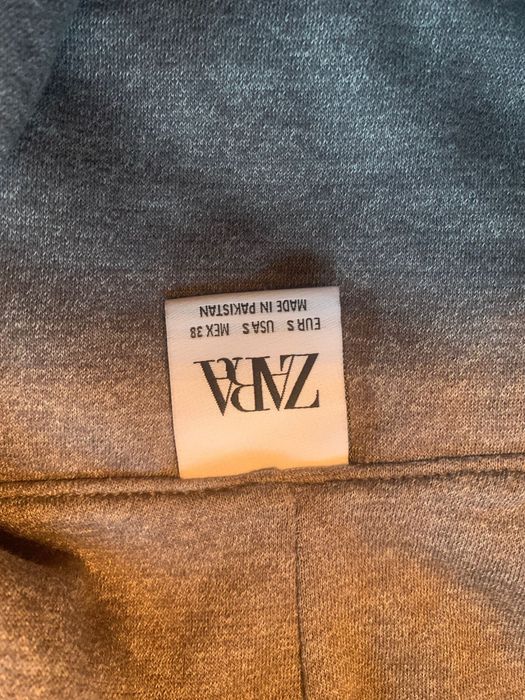 ZARA
EUR S USA S MEX 38
MADE IN PAKISTAN